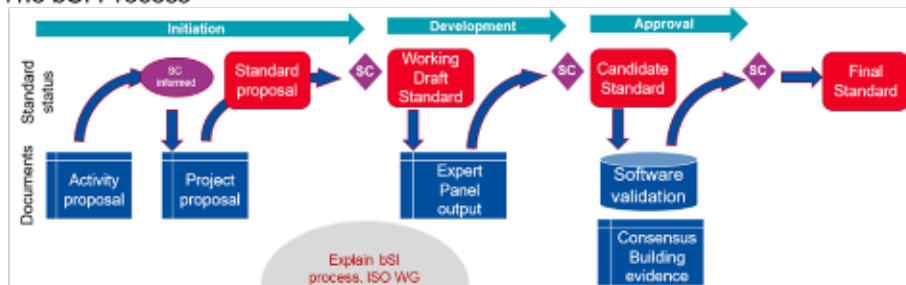 The bSI Process
Initiation
Development
Approval
Standard
status
SC
informed
Standard
proposal
SC
Working
Draft
Standard
SC
Candidate
Standard
SC
Final
Standard
Documents
Activity
proposal
Project
proposal
Expert
Panel
output
Software
validation
Consensus
Building
evidence
Explain bSI
process. ISO WG